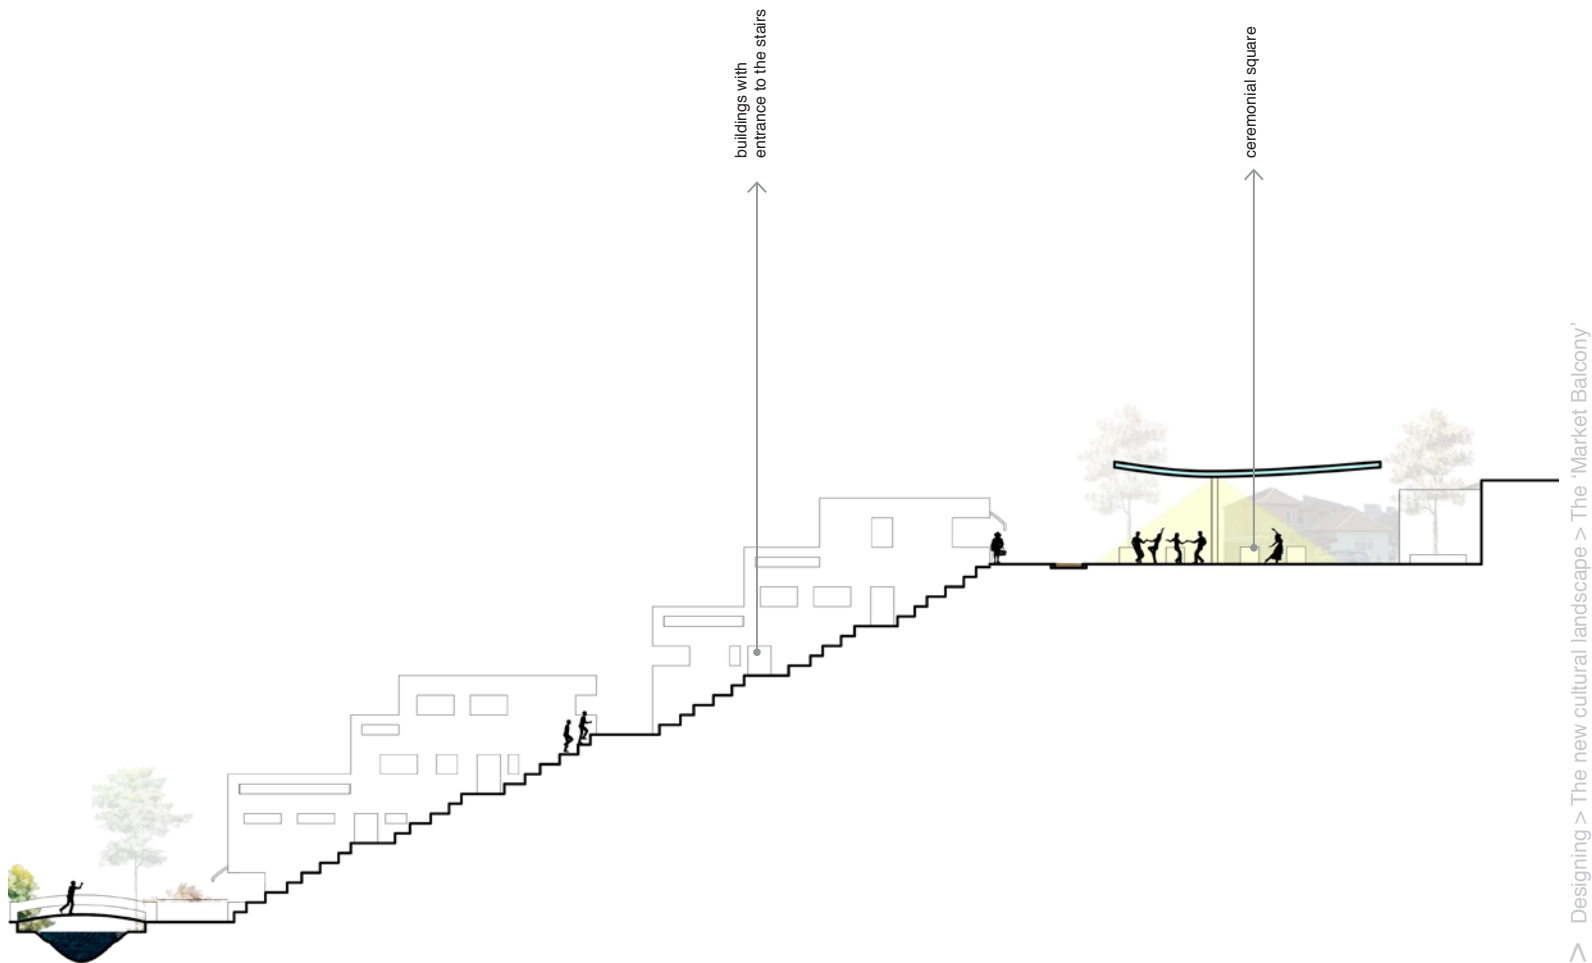 buildings with
entrance to the stairs
ceremonial square
> Designing > The new cultural landscape > The ‘Market Balcony’